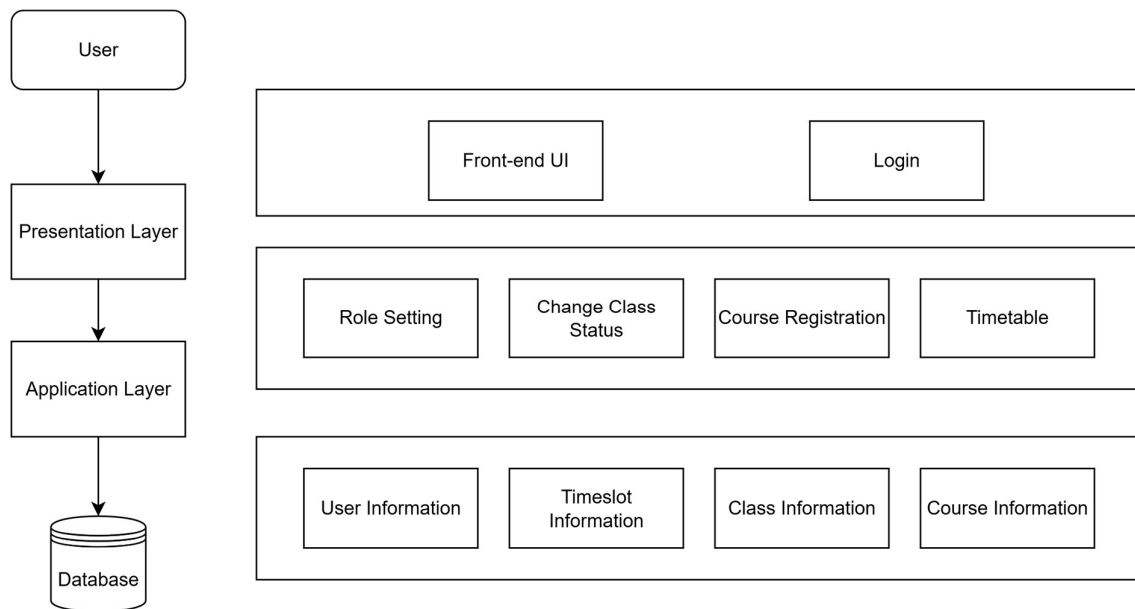 User
Presentation Layer
Application Layer
Database
Front-end UI
Login
Role Setting
Change Class
Status
Course Registration
Timetable
User Information
Timeslot
Information
Class Information
Course Information